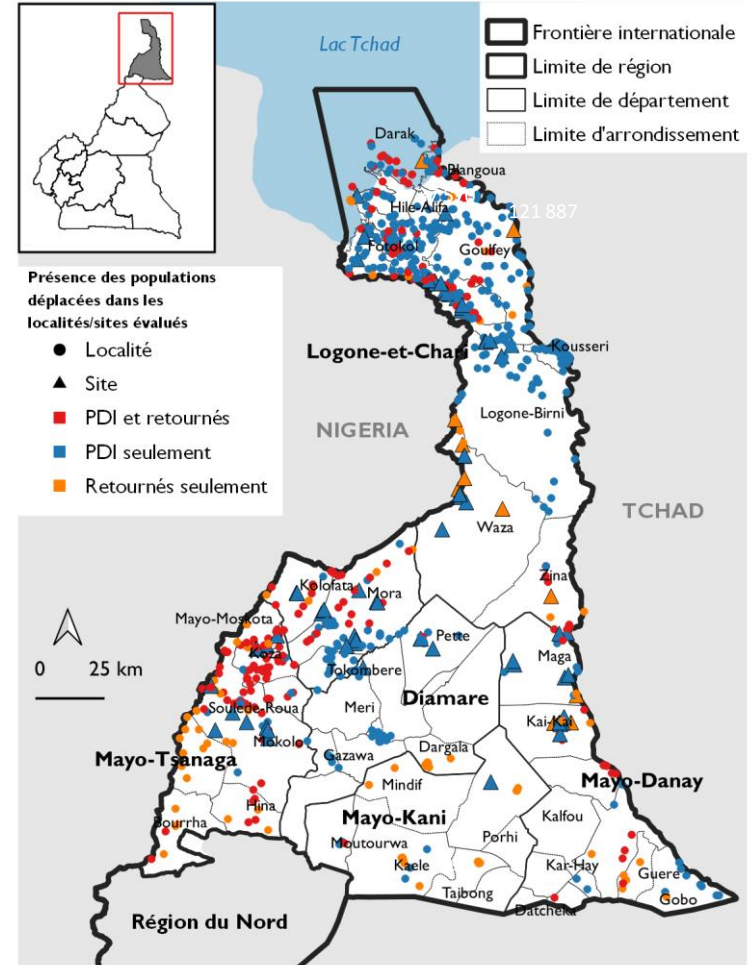 Lac Tchad
Frontière internationale
Limite de région
Limite de département
Limite d'arrondissement
Présence des populations
déplacées dans les
localités/sites évalués
Localité
Site
PDI et retournés
PDI seulement
Retournés seulement
Darak
Blangoua
Hile-Alifa
121 887
Fotokol
Goulfey
Logone-et-Chari
Kousseri
Logone-Birni
NIGERIA
TCHAD
Waza
Zina
Kolofata
Mora
Mayo-Moskota
Koza
Pette
Maga
Tokombere
0 25 km
Diamare
Meri
Soulede-Roua
Kai-Kai
Mokolo
Mayo-Tsanaga
Gazawa
Dargala
Mindif
Mayo-Danay
Hina
Mayo-Kani
Bourrha
Kalfou
Moutourwa
Porhi
Kaele
Kar-Hay
Guere
Taibong
Gobo
Datcheka
Région du Nord